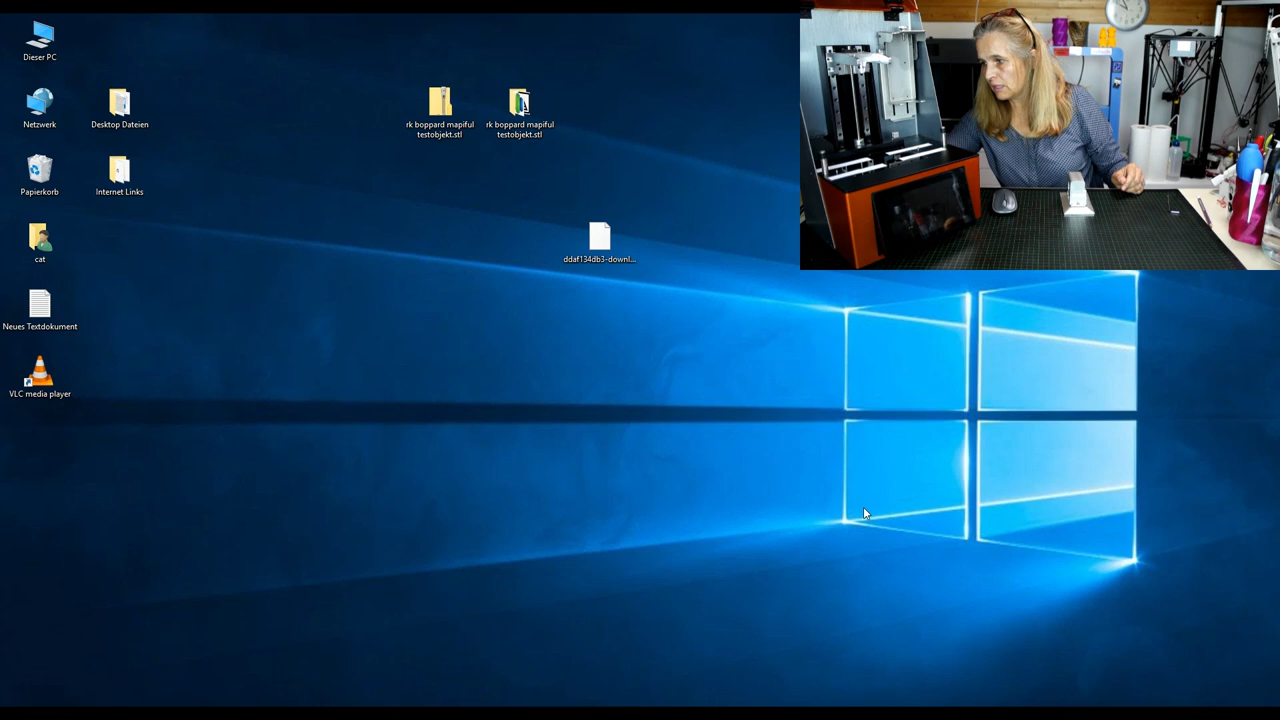 Dieser PC
Netzwerk
Desktop Dateien
rk boppard mapiful
testobjekt.stl
rk boppard mapiful
testobjekt.stl
Papierkorb
Internet Links
cat
ddaf134db3-downl...
Neues Textdokument
VLC media player